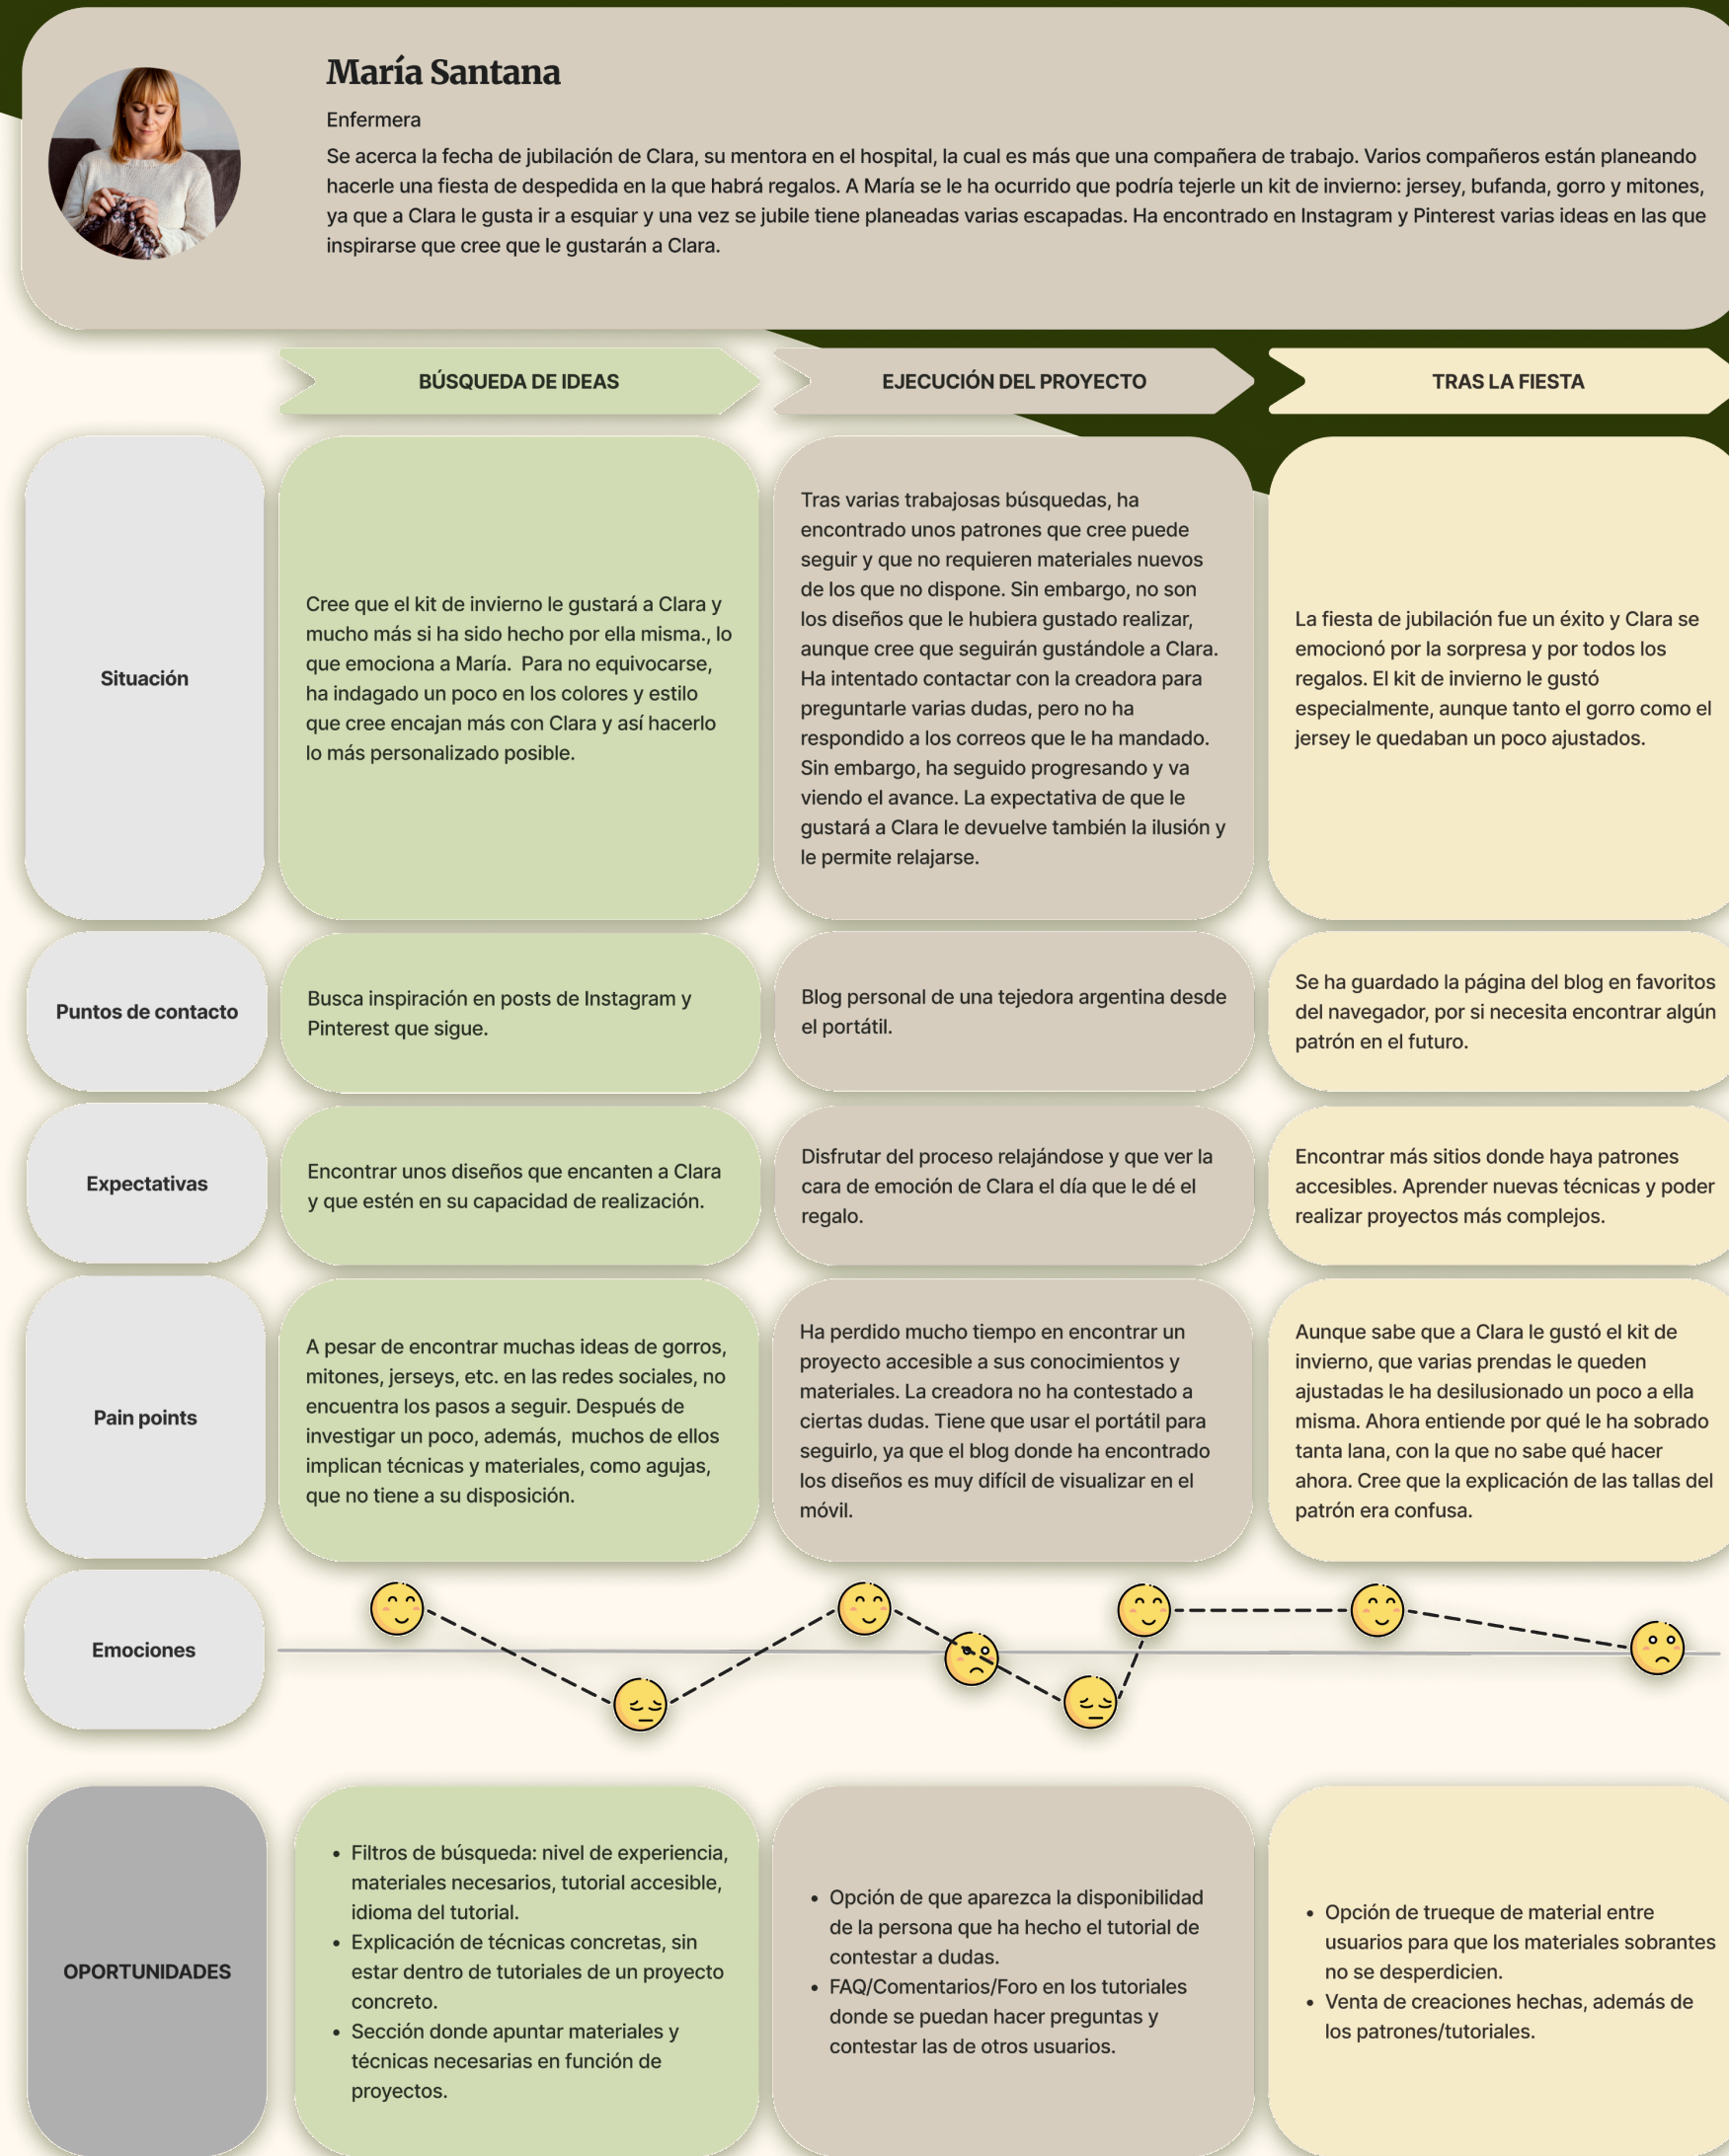 María Santana
Enfermera
Se acerca la fecha de jubilación de Clara, su mentora en el hospital, la cual es más que una compañera de trabajo. Varios compañeros están planeando
hacerle una fiesta de despedida en la que habrá regalos. A María se le ha ocurrido que podría tejerle un kit de invierno: jersey, bufanda, gorro y mitones,
ya que a Clara le gusta ir a esquiar y una vez se jubile tiene planeadas varias escapadas. Ha encontrado en Instagram y Pinterest varias ideas en las que
inspirarse que cree que le gustarán a Clara.
BÚSQUEDA DE IDEAS
EJECUCIÓN DEL PROYECTO
TRAS LA FIESTA
Situación
Cree que el kit de invierno le gustará a Clara y
mucho más si ha sido hecho por ella misma., lo
que emociona a María.  Para no equivocarse,
ha indagado un poco en los colores y estilo
que cree encajan más con Clara y así hacerlo
lo más personalizado posible.
Tras varias trabajosas búsquedas, ha
encontrado unos patrones que cree puede
seguir y que no requieren materiales nuevos
de los que no dispone. Sin embargo, no son
los diseños que le hubiera gustado realizar,
aunque cree que seguirán gustándole a Clara.
Ha intentado contactar con la creadora para
preguntarle varias dudas, pero no ha
respondido a los correos que le ha mandado.
Sin embargo, ha seguido progresando y va
viendo el avance. La expectativa de que le
gustará a Clara le devuelve también la ilusión y
le permite relajarse.
La fiesta de jubilación fue un éxito y Clara se
emocionó por la sorpresa y por todos los
regalos. El kit de invierno le gustó
especialmente, aunque tanto el gorro como el
jersey le quedaban un poco ajustados.
Puntos de contacto
Busca inspiración en posts de Instagram y
Pinterest que sigue.
Blog personal de una tejedora argentina desde
el portátil.
Se ha guardado la página del blog en favoritos
del navegador, por si necesita encontrar algún
patrón en el futuro.
Expectativas
Encontrar unos diseños que encanten a Clara
y que estén en su capacidad de realización.
Disfrutar del proceso relajándose y que ver la
cara de emoción de Clara el día que le dé el
regalo.
Encontrar más sitios donde haya patrones
accesibles. Aprender nuevas técnicas y poder
realizar proyectos más complejos.
Pain points
A pesar de encontrar muchas ideas de gorros,
mitones, jerseys, etc. en las redes sociales, no
encuentra los pasos a seguir. Después de
investigar un poco, además,  muchos de ellos
implican técnicas y materiales, como agujas,
que no tiene a su disposición.
Ha perdido mucho tiempo en encontrar un
proyecto accesible a sus conocimientos y
materiales. La creadora no ha contestado a
ciertas dudas. Tiene que usar el portátil para
seguirlo, ya que el blog donde ha encontrado
los diseños es muy difícil de visualizar en el
móvil.
Aunque sabe que a Clara le gustó el kit de
invierno, que varias prendas le queden
ajustadas le ha desilusionado un poco a ella
misma. Ahora entiende por qué le ha sobrado
tanta lana, con la que no sabe qué hacer
ahora. Cree que la explicación de las tallas del
patrón era confusa.
Emociones
OPORTUNIDADES
• Filtros de búsqueda: nivel de experiencia,
materiales necesarios, tutorial accesible,
idioma del tutorial.
• Explicación de técnicas concretas, sin
estar dentro de tutoriales de un proyecto
concreto.
• Sección donde apuntar materiales y
técnicas necesarias en función de
proyectos.
• Opción de que aparezca la disponibilidad
de la persona que ha hecho el tutorial de
contestar a dudas.
• FAQ/Comentarios/Foro en los tutoriales
donde se puedan hacer preguntas y
contestar las de otros usuarios.
• Opción de trueque de material entre
usuarios para que los materiales sobrantes
no se desperdicien.
• Venta de creaciones hechas, además de
los patrones/tutoriales.